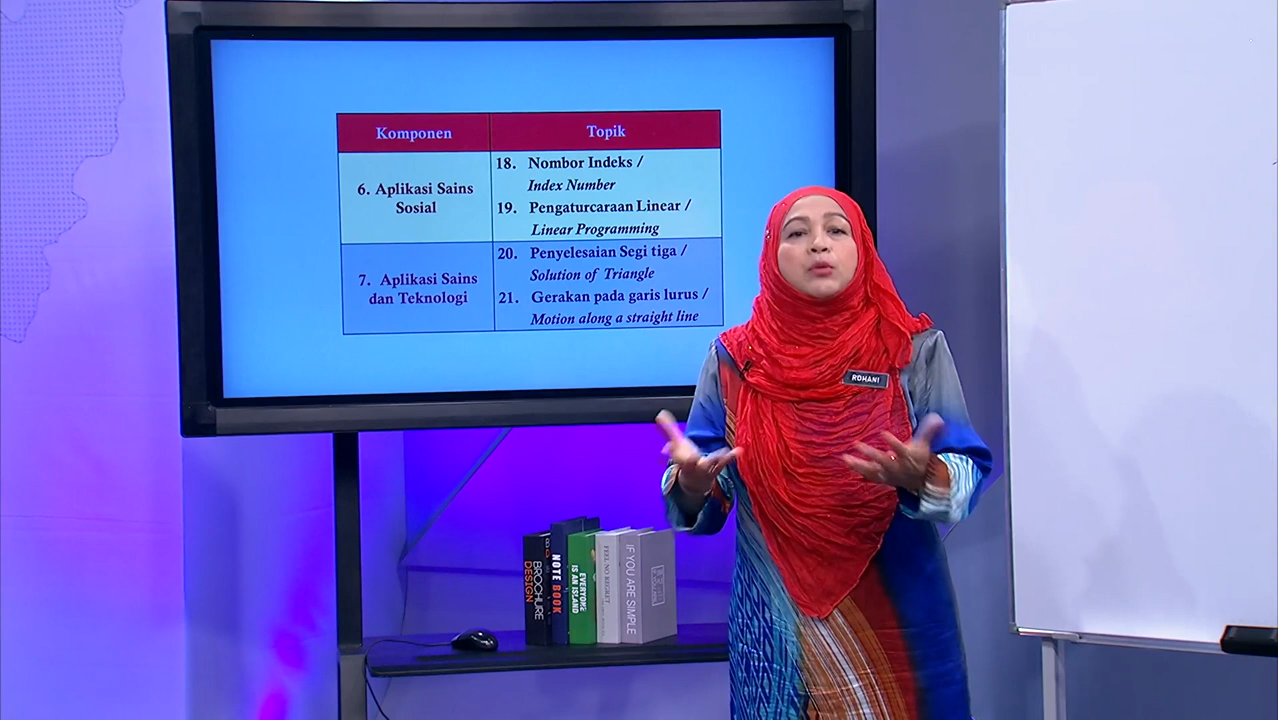 Komponen
Topik
6. Aplikasi Sains
Sosial
18. Nombor Indeks /
Index Number
19. Pengaturcaraan Linear /
Linear Programming
7. Aplikasi Sains
dan Teknologi
20. Penyelesaian Segi tiga /
Solution of Triangle
21. Gerakan pada garis lurus /
Motion along a straight line
ROHANI
BROCHURE
DESIGN
NOTE BOOK
EVERYONE
IS AN ISLAND
FEEL NO REGRET
IF YOU ARE SIMPLE